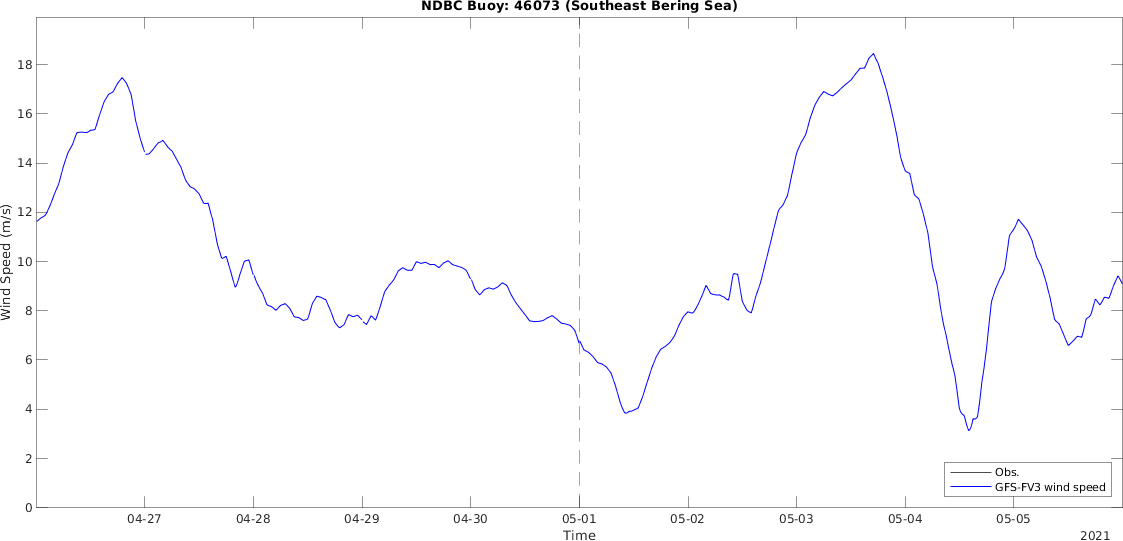 NDBC Buoy: 46073 (Southeast Bering Sea)
Wind Speed (m/s)
18
16
14
12
10
8
6
4
2
0
Obs.
GFS-FV3 wind speed
04-27 04-28 04-29 04-30 05-01 05-02 05-03 05-04 05-05
Time
2021